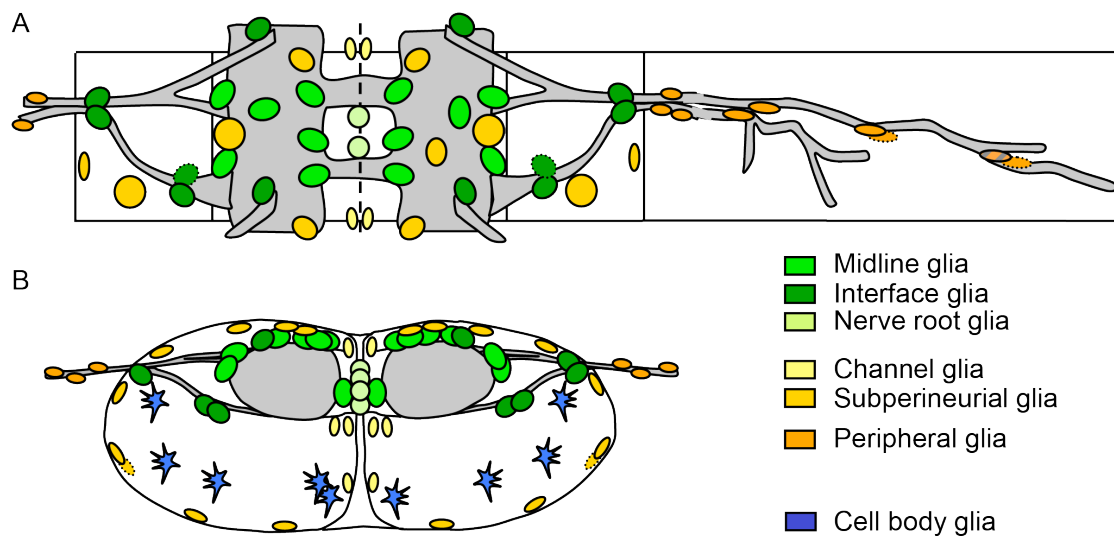 A
B
Midline glia
Interface glia
Nerve root glia
Channel glia
Subperineurial glia
Peripheral glia
Cell body glia